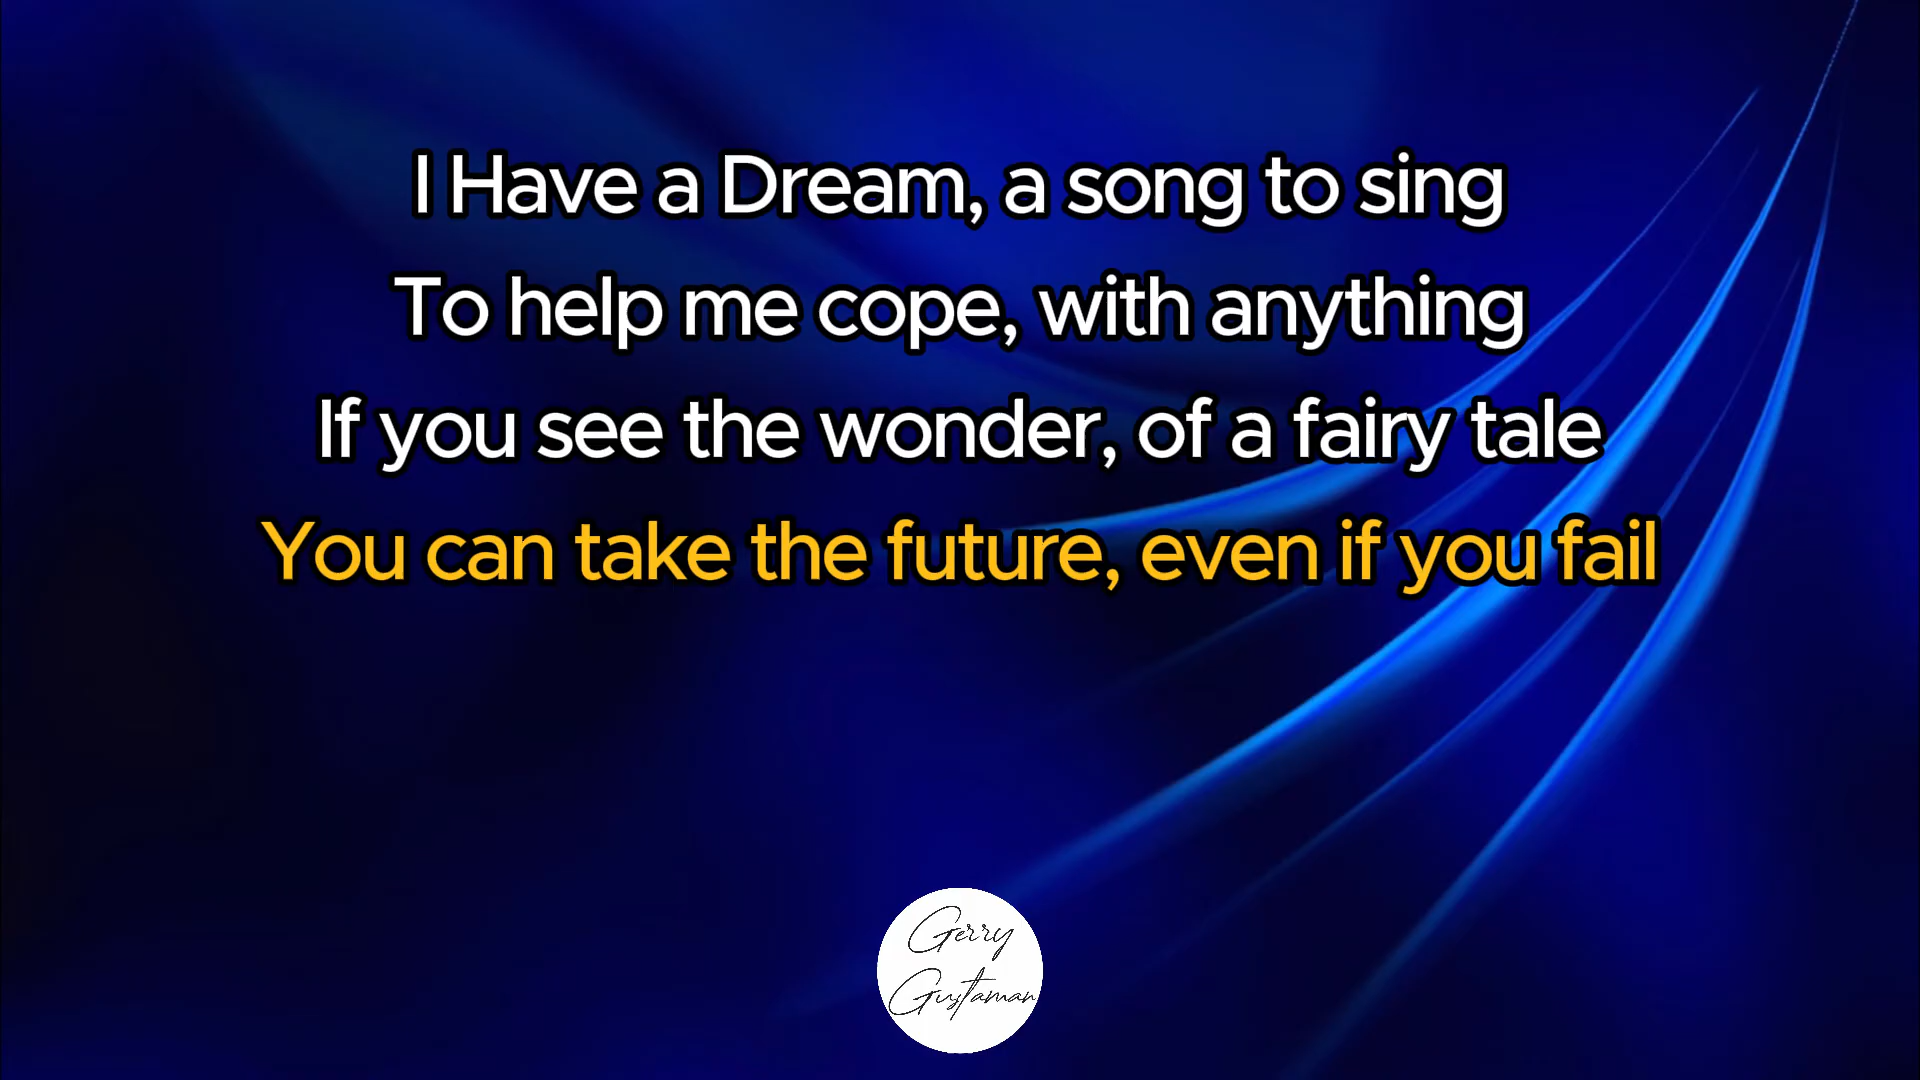 I Have a Dream, a song to sing
To help me cope, with anything
If you see the wonder, of a fairy tale
You can take the future, even if you fail
Gerry
Gustaman